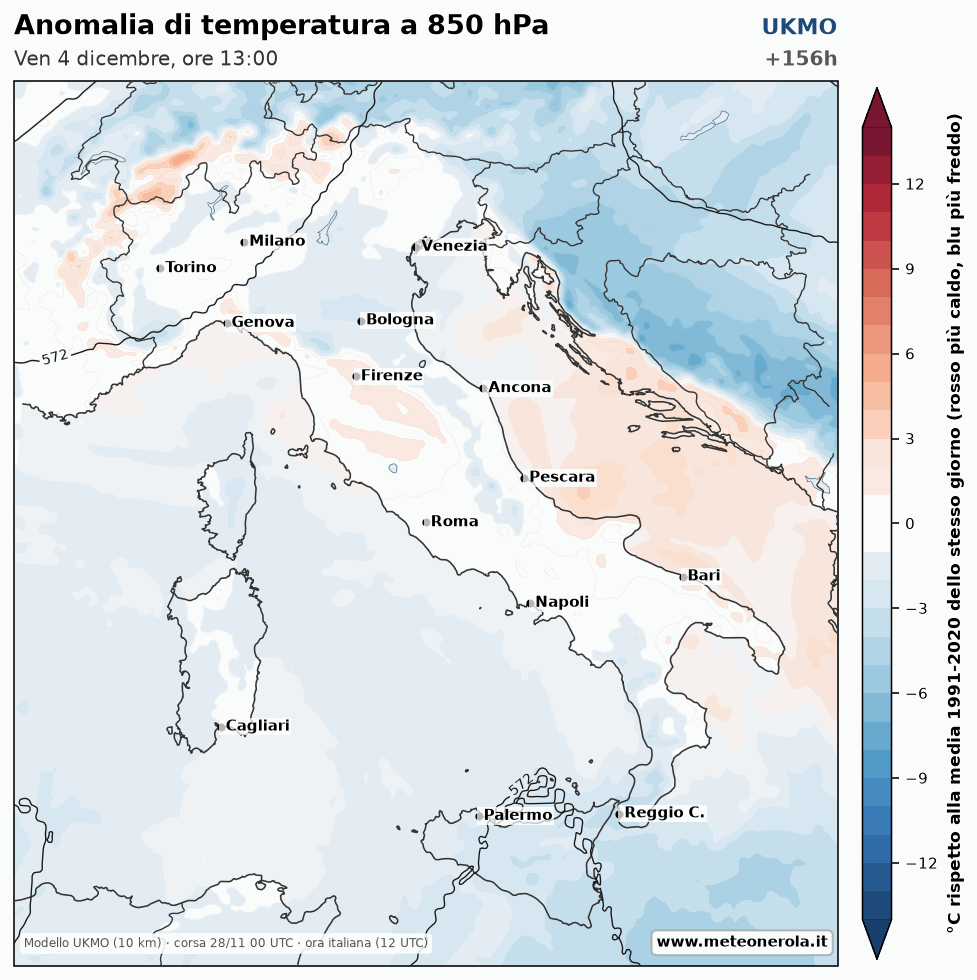 Anomalia di temperatura a 850 hPa
UKMO
Ven 4 dicembre, ore 13:00
+156h
Milano
Venezia
Torino
Genova
Bologna
572
Firenze
Ancona
Pescara
Roma
Bari
Napoli
Cagliari
572
Palermo
Reggio C.
Modello UKMO (10 km) · corsa 28/11 00 UTC · ora italiana (12 UTC)
www.meteonerola.it
12
9
6
3
0
−3
−6
−9
−12
°C rispetto alla media 1991-2020 dello stesso giorno (rosso più caldo, blu più freddo)